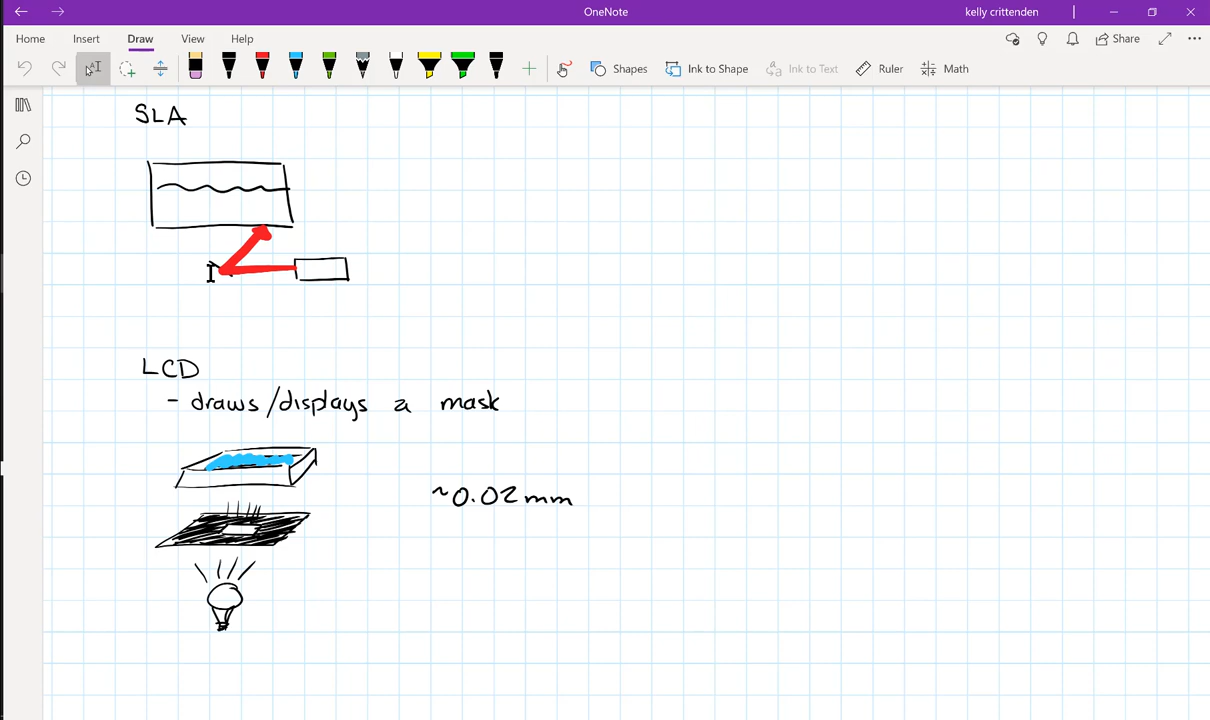 OneNote
kelly crittenden
Home Insert Draw View Help
Share
Shapes Ink to Shape Ink to Text Ruler Math
SLA
LCD
- draws/displays a mask
~0.02mm